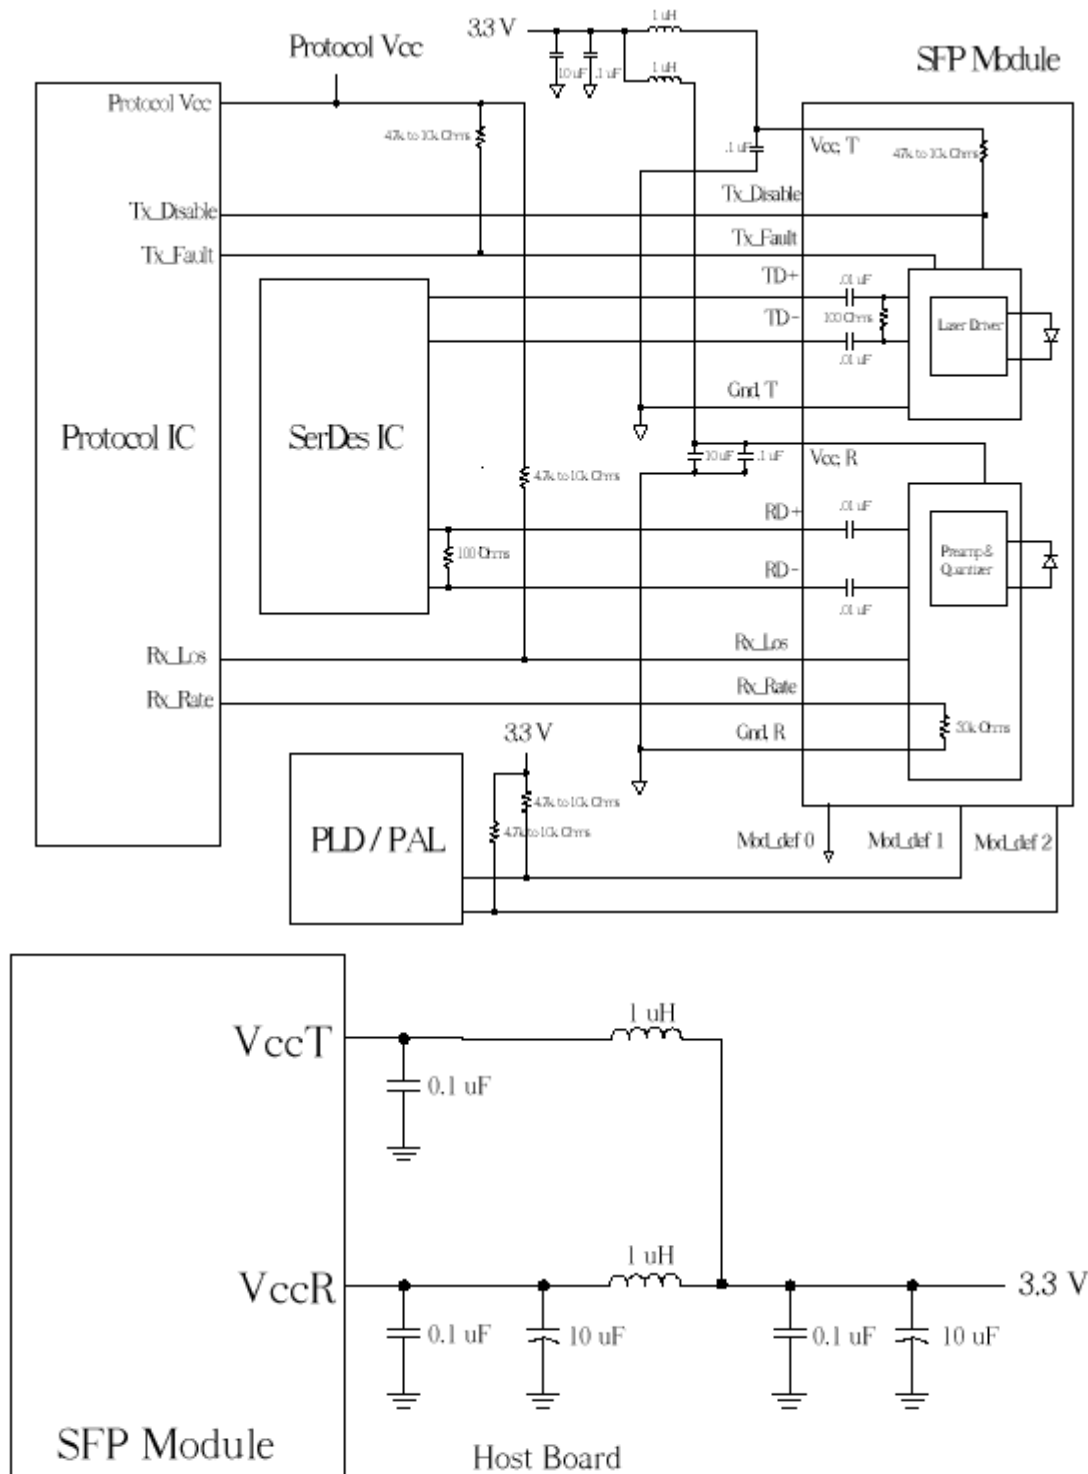 1 uH
3.3 V
Protocol Vcc
SFP Module
10 uF
.1 uF
1 uH
Protocol Vcc
4.7k to 10k Ohms
.1 uF
Vcc, T
4.7k to 10k Ohms
Tx_Disable
Tx_Disable
Tx_Fault
Tx_Fault
TD+
.01 uF
TD-
100 Ohms
Laser Driver
.01 uF
Gnd, T
Protocol IC
SerDes IC
10 uF
.1 uF
Vcc, R
4.7k to 10k Ohms
.01 uF
RD+
100 Ohms
RD-
Preamp &
Quantizer
.01 uF
Rx_Los
Rx_Los
Rx_Rate
Rx_Rate
3.3 V
Gnd, R
33k Ohms
4.7k to 10k Ohms
4.7k to 10k Ohms
PLD / PAL
Mod_def 0
Mod_def 1
Mod_def 2
1 uH
VccT
0.1 uF
1 uH
VccR
3.3 V
0.1 uF
10 uF
0.1 uF
10 uF
SFP Module
Host Board